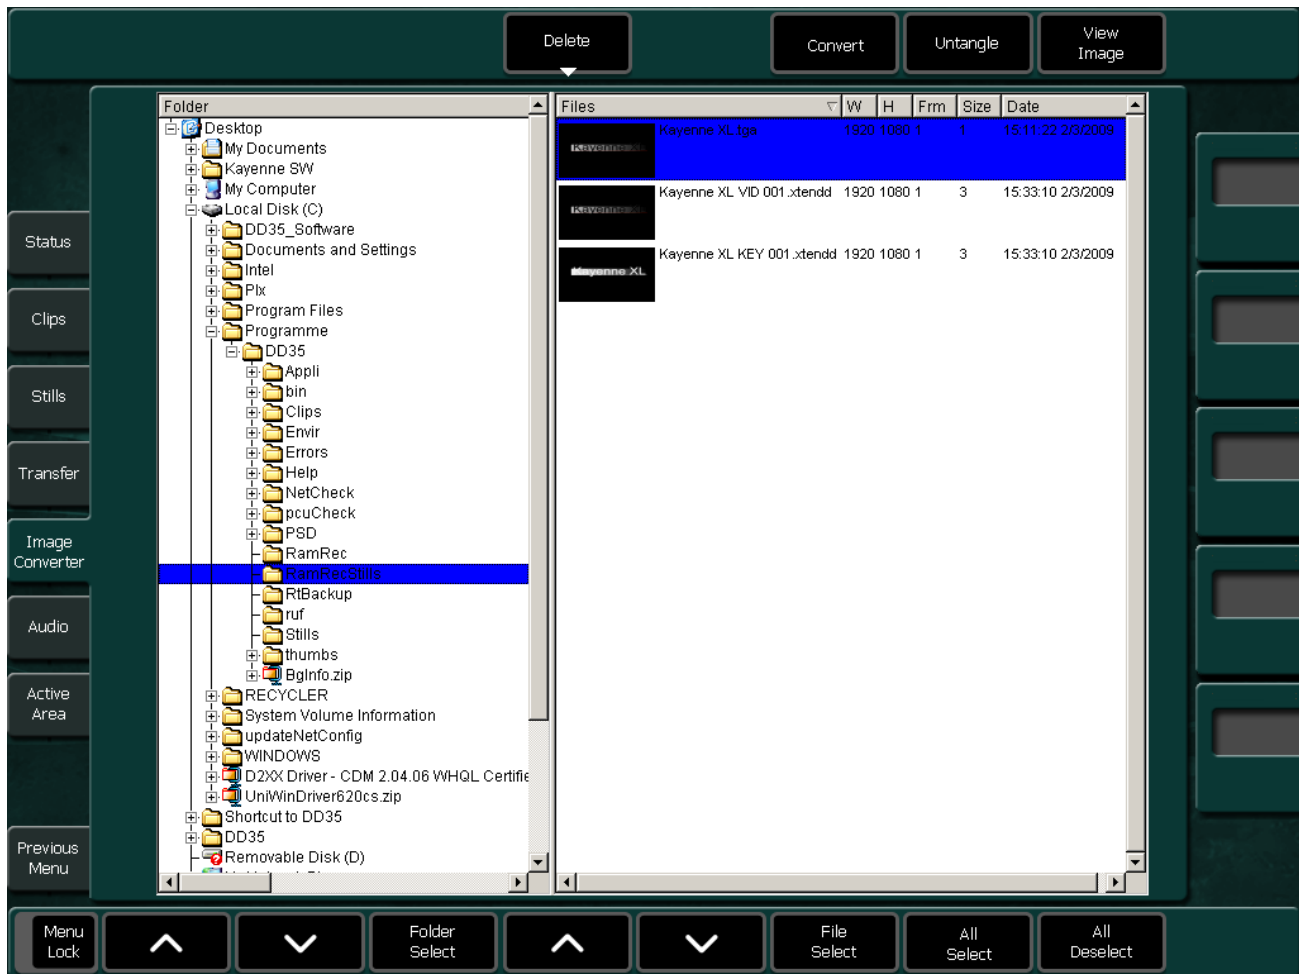 Delete
Convert
Untangle
View
Image
Folder
Files W H Frm Size Date
Desktop
My Documents
Kayenne SW
My Computer
Local Disk (C)
DD35_Software
Documents and Settings
Intel
Plx
Program Files
Programme
DD35
Appli
bin
Clips
Envir
Errors
Help
NetCheck
pcuCheck
PSD
RamRec
RamRecStills
RtBackup
ruf
Stills
thumbs
BgInfo.zip
RECYCLER
System Volume Information
updateNetConfig
WINDOWS
D2XX Driver - CDM 2.04.06 WHQL Certifie
UniWinDriver620cs.zip
Shortcut to DD35
DD35
Removable Disk (D)
Kayenne XL
Kayenne XL.tga 1920 1080 1 1 15:11:22 2/3/2009
Kayenne XL
Kayenne XL VID 001.xtendd 1920 1080 1 3 15:33:10 2/3/2009
Kayenne XL
Kayenne XL KEY 001.xtendd 1920 1080 1 3 15:33:10 2/3/2009
Status
Clips
Stills
Transfer
Image
Converter
Audio
Active
Area
Previous
Menu
Menu
Lock
Folder
Select
File
Select
All
Select
All
Deselect